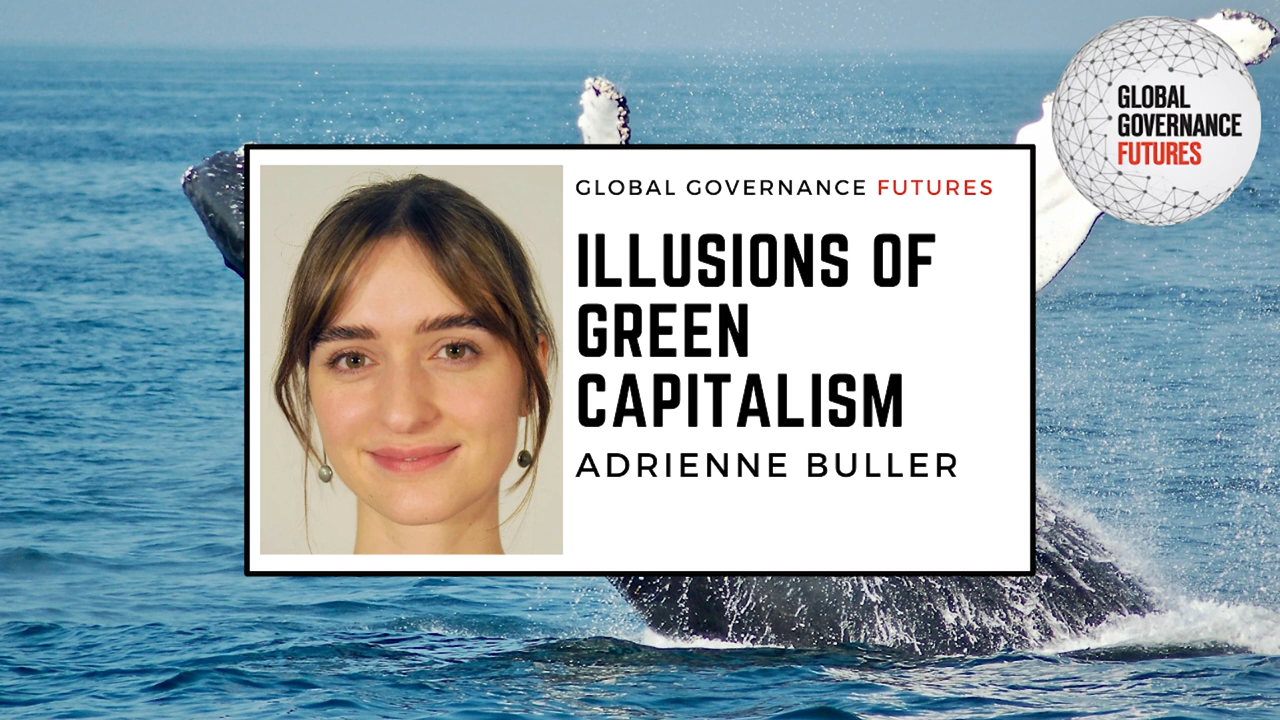 GLOBAL
GOVERNANCE
FUTURES
GLOBAL GOVERNANCE FUTURES
ILLUSIONS OF
GREEN
CAPITALISM
ADRIENNE BULLER